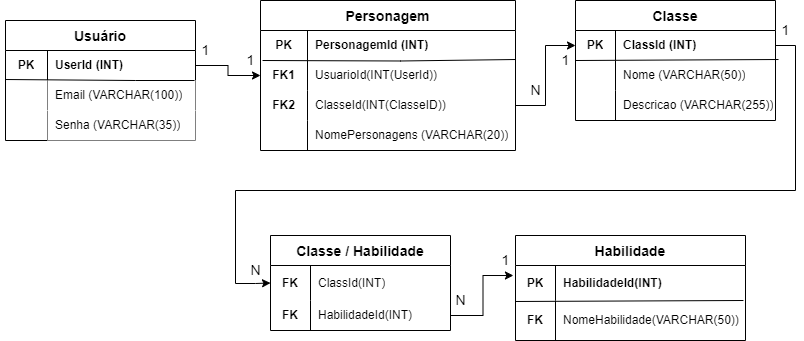 Usuário
PK UserId (INT)
Email (VARCHAR(100))
Senha (VARCHAR(35))
1
1
Personagem
PK PersonagemId (INT)
FK1 UsuarioId(INT(UserId))
FK2 ClasseId(INT(ClasseID))
NomePersonagens (VARCHAR(20))
N
1
Classe
PK ClassId (INT)
Nome (VARCHAR(50))
Descricao (VARCHAR(255))
1
N
Classe / Habilidade
FK ClassId(INT)
FK HabilidadeId(INT)
N
1
Habilidade
PK HabilidadeId(INT)
FK NomeHabilidade(VARCHAR(50))